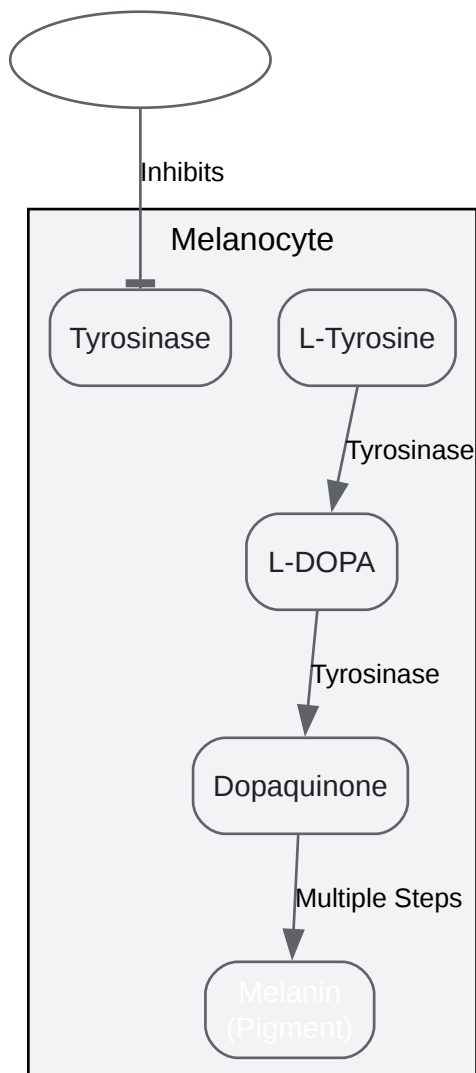 Inhibits
Melanocyte
Tyrosinase
L-Tyrosine
Tyrosinase
L-DOPA
Tyrosinase
Dopaquinone
Multiple Steps
Melanin
(Pigment)